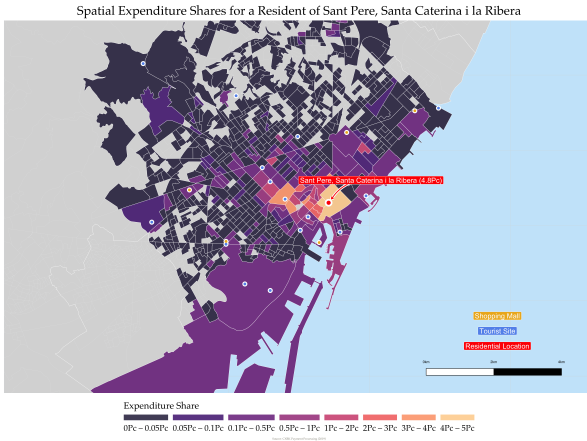 Spatial Expenditure Shares for a Resident of Sant Pere, Santa Caterina i la Ribera
Sant Pere, Santa Caterina i la Ribera (4.8Pc)
Shopping Mall
Tourist Site
Residential Location
Expenditure Share
0Pc – 0.05Pc 0.05Pc – 0.1Pc 0.1Pc – 0.5Pc 0.5Pc – 1Pc 1Pc – 2Pc 2Pc – 3Pc 3Pc – 4Pc 4Pc – 5Pc